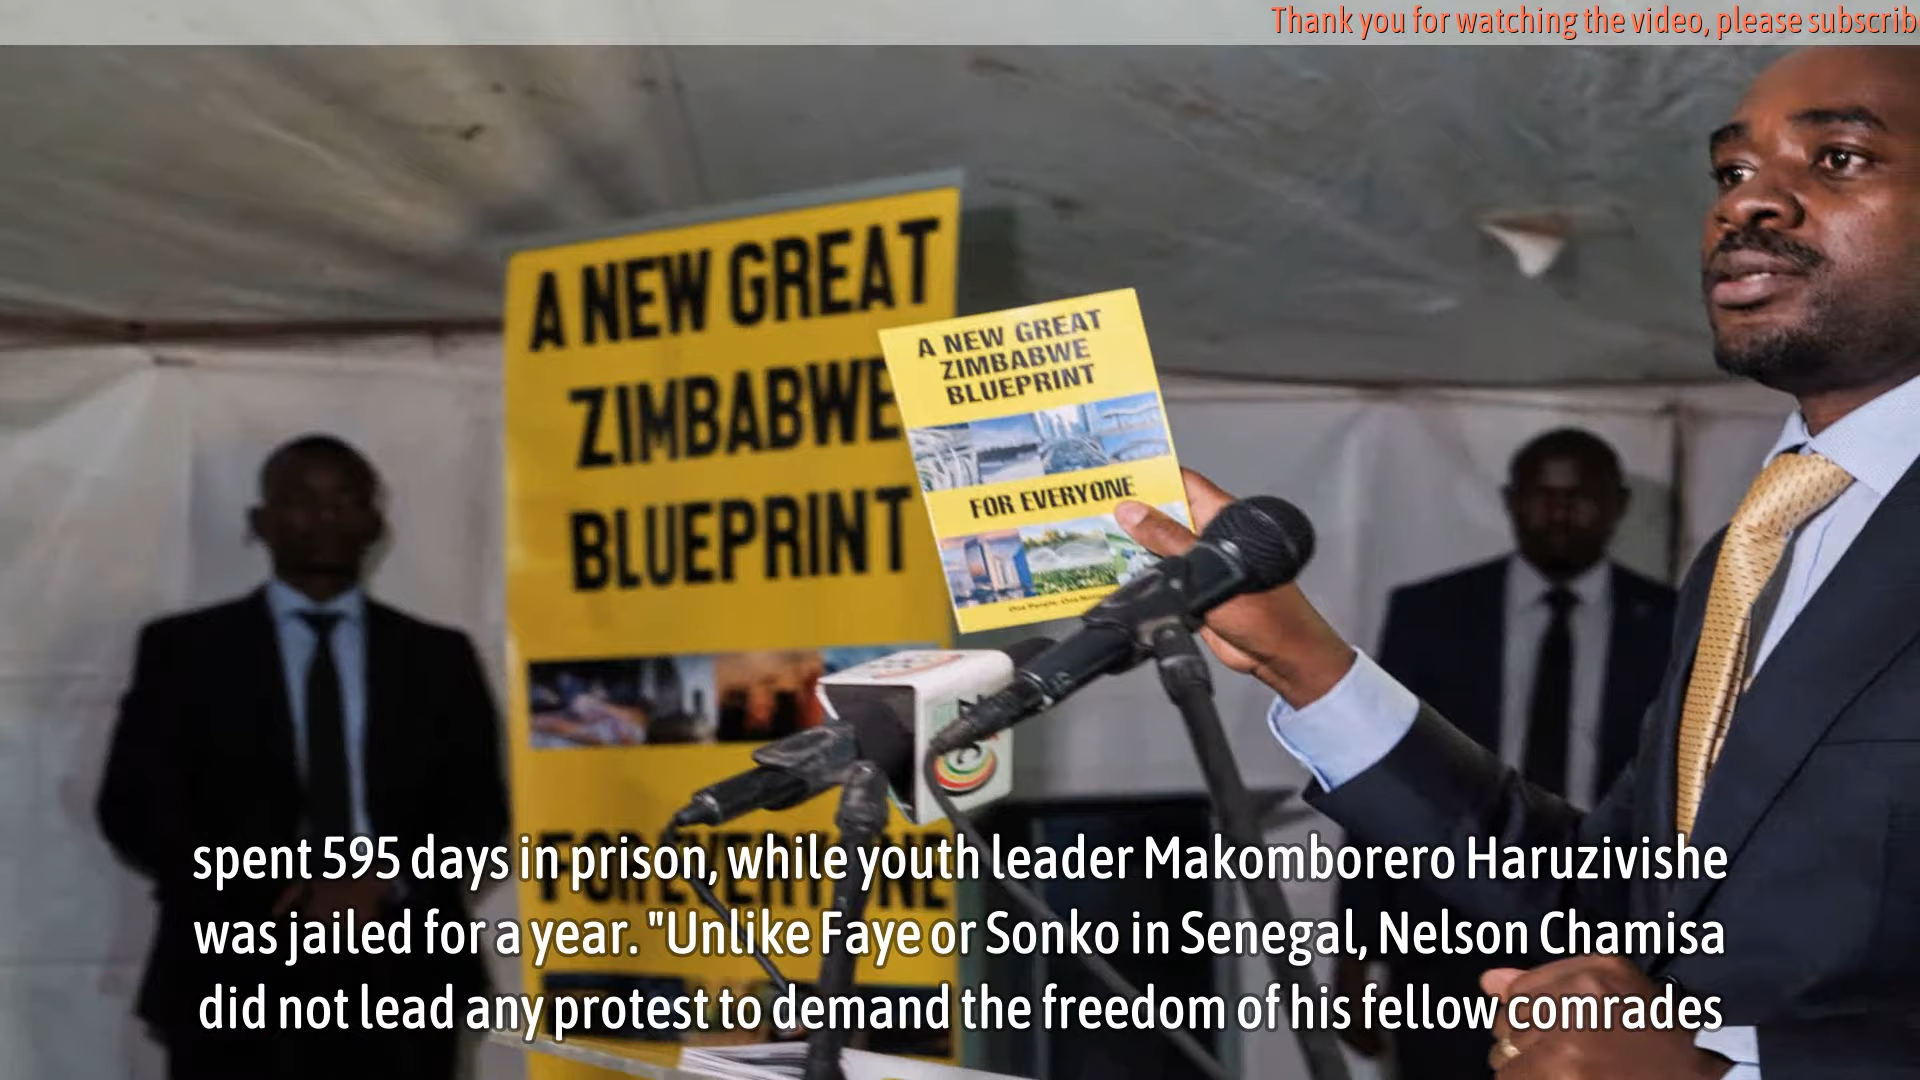 Thank you for watching the video, please subscrib
A NEW GREAT
ZIMBABWE
BLUEPRINT
FOR EVERYONE
A NEW GREAT
ZIMBABWE
BLUEPRINT
FOR EVERYONE
spent 595 days in prison, while youth leader Makomborero Haruzivishe
was jailed for a year. "Unlike Faye or Sonko in Senegal, Nelson Chamisa
did not lead any protest to demand the freedom of his fellow comrades